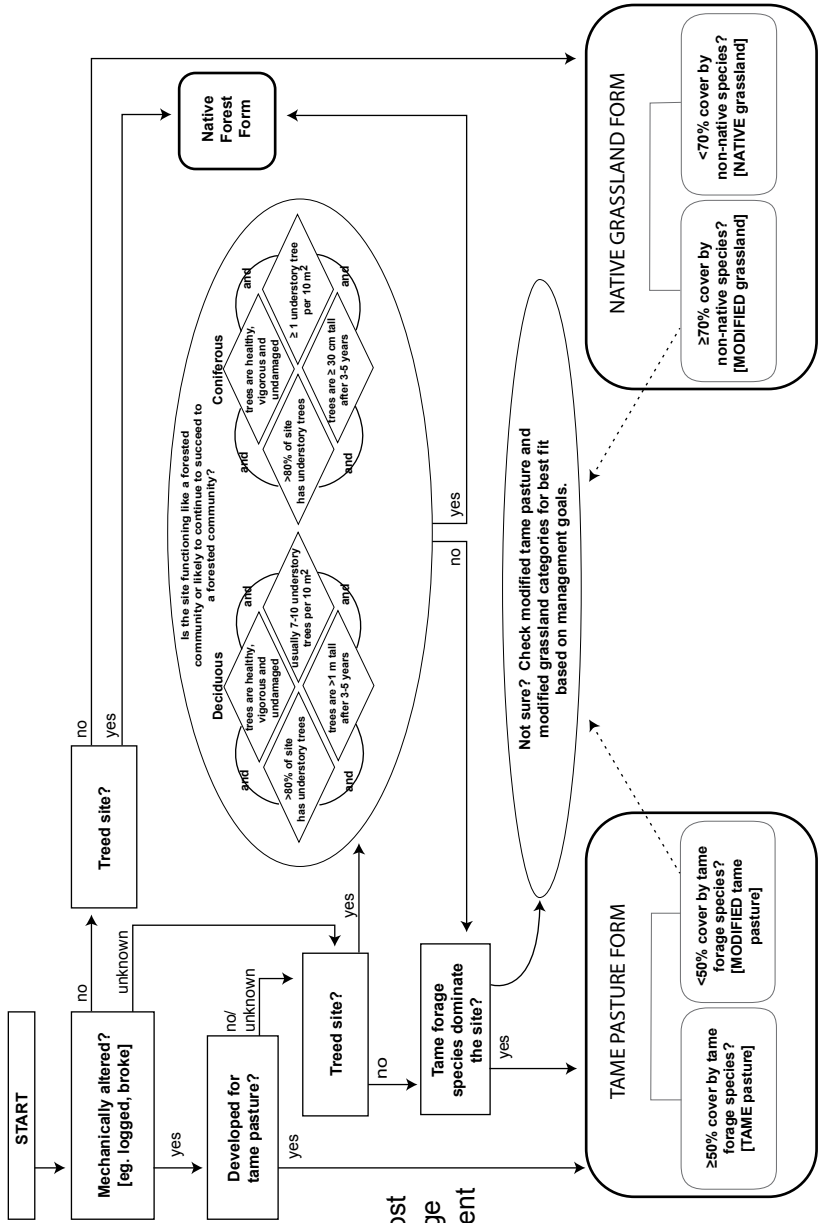 START
Mechanically altered?
[eg. logged, broke]
no
unknown
yes
Treed site?
no
yes
Native
Forest
Form
Developed for
tame pasture?
no/
unknown
yes
Treed site?
yes
no
Is the site functioning like a forested
community or likely to continue to succeed to
a forested community?
Deciduous
and
trees are healthy,
vigorous and
undamaged
and
>80% of site
has understory trees
usually 7-10 understory
trees per 10 m²
and
trees are >1 m tall
after 3-5 years
and
Coniferous
and
trees are healthy,
vigorous and
undamaged
and
>80% of site
has understory trees
≥ 1 understory tree
per 10 m²
and
trees are ≥ 30 cm tall
after 3-5 years
and
no
yes
Tame forage
species dominate
the site?
yes
Not sure? Check modified tame pasture and
modified grassland categories for best fit
based on management goals.
TAME PASTURE FORM
≥50% cover by tame
forage species?
[TAME pasture]
<50% cover by tame
forage species?
[MODIFIED tame
pasture]
NATIVE GRASSLAND FORM
≥70% cover by
non-native species?
[MODIFIED grassland]
<70% cover by
non-native species?
[NATIVE grassland]
ost
ge
ent